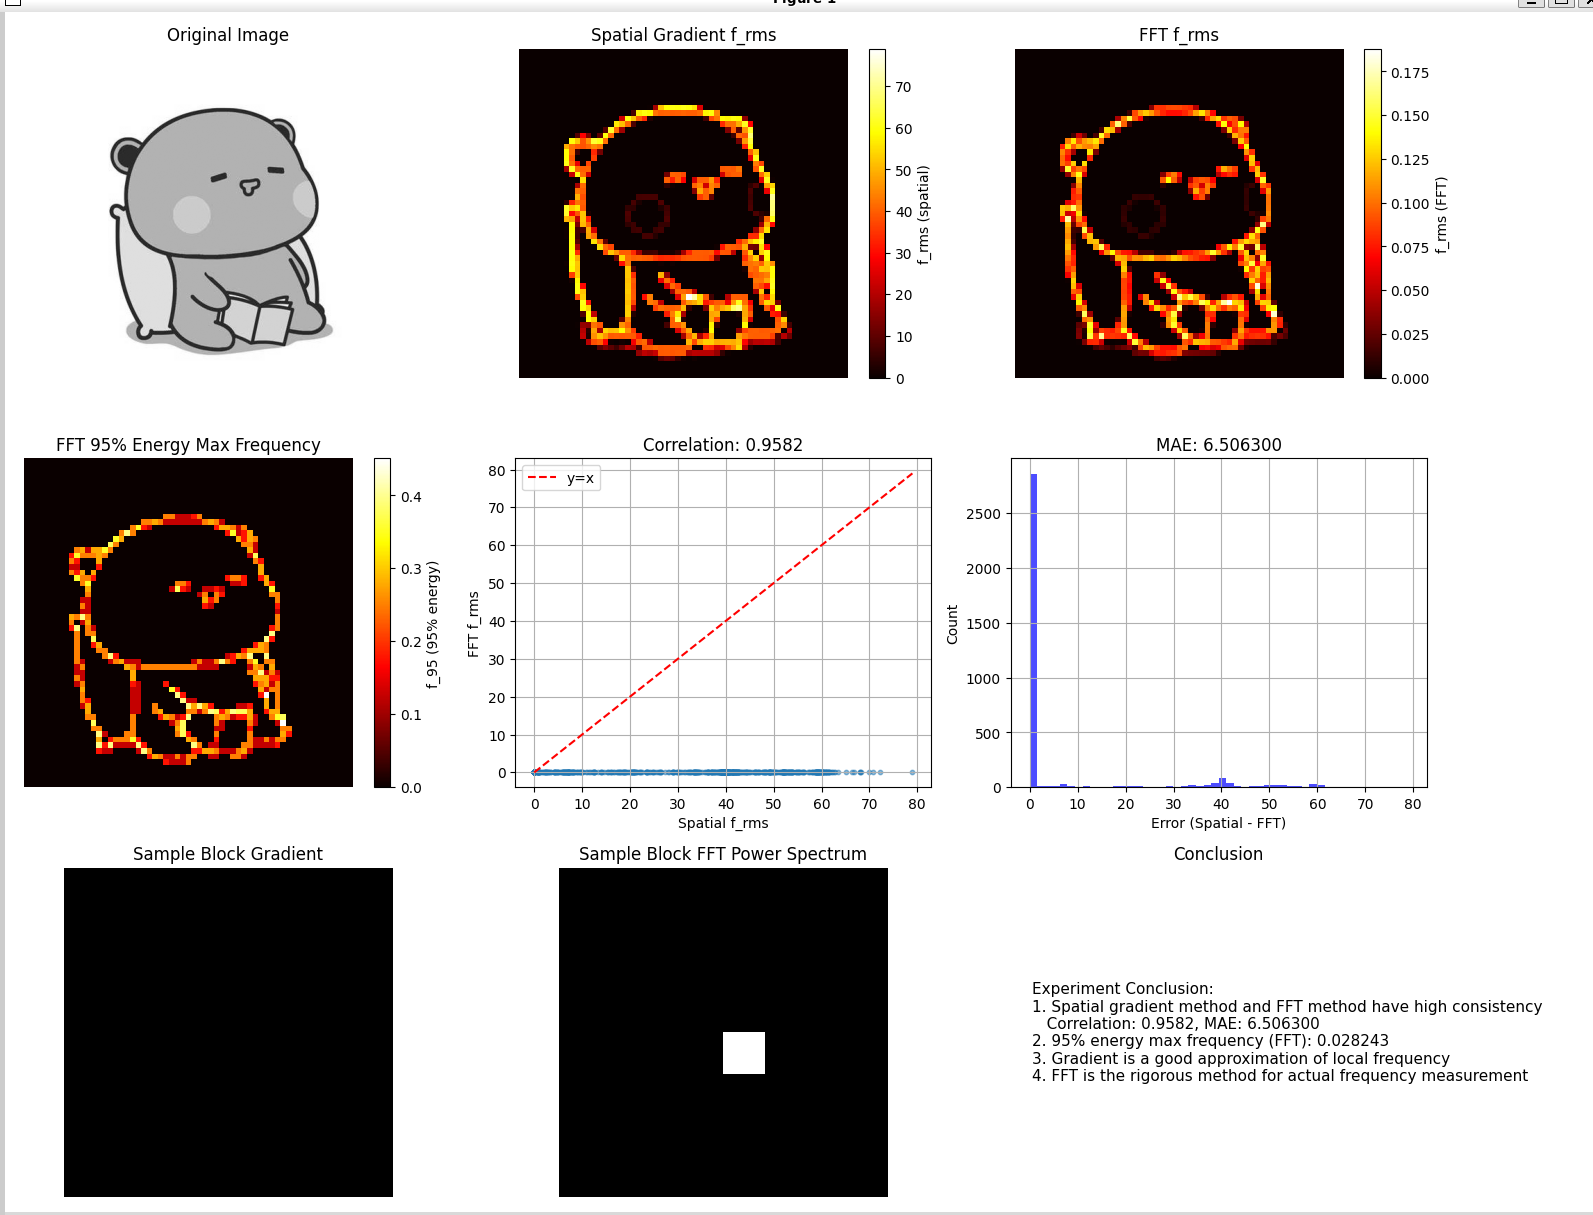 Figure 1
Original Image
Spatial Gradient f_rms
FFT f_rms
70
60
50
40
30
20
10
0
f_rms (spatial)
0.175
0.150
0.125
0.100
0.075
0.050
0.025
0.000
f_rms (FFT)
FFT 95% Energy Max Frequency
0.4
0.3
0.2
0.1
0.0
f_95 (95% energy)
Correlation: 0.9582
y=x
80
70
60
50
40
30
20
10
0
FFT f_rms
0 10 20 30 40 50 60 70 80
Spatial f_rms
MAE: 6.506300
2500
2000
1500
1000
500
0
Count
0 10 20 30 40 50 60 70 80
Error (Spatial - FFT)
Sample Block Gradient
Sample Block FFT Power Spectrum
Conclusion
Experiment Conclusion:
1. Spatial gradient method and FFT method have high consistency
Correlation: 0.9582, MAE: 6.506300
2. 95% energy max frequency (FFT): 0.028243
3. Gradient is a good approximation of local frequency
4. FFT is the rigorous method for actual frequency measurement